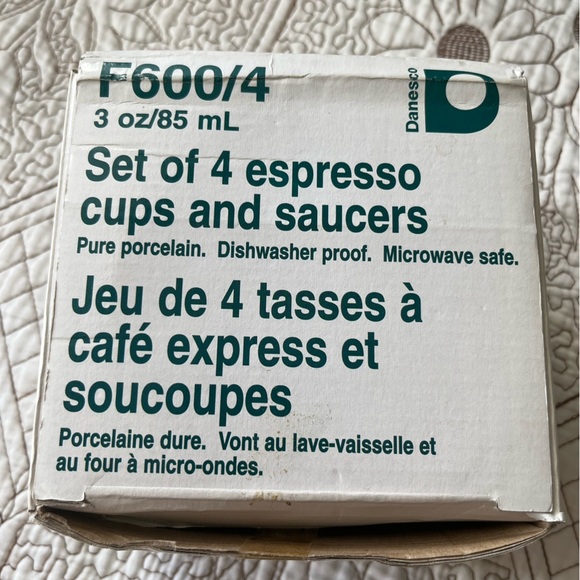 F600/4
3 oz/85 mL
Danesco
Set of 4 espresso
cups and saucers
Pure porcelain. Dishwasher proof. Microwave safe.
Jeu de 4 tasses à
café express et
soucoupes
Porcelaine dure. Vont au lave-vaisselle et
au four à micro-ondes.